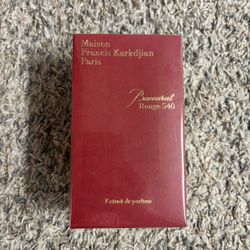 Maison
Francis Kurkdjian
Paris
Baccarat
Rouge 540
Extrait de parfum